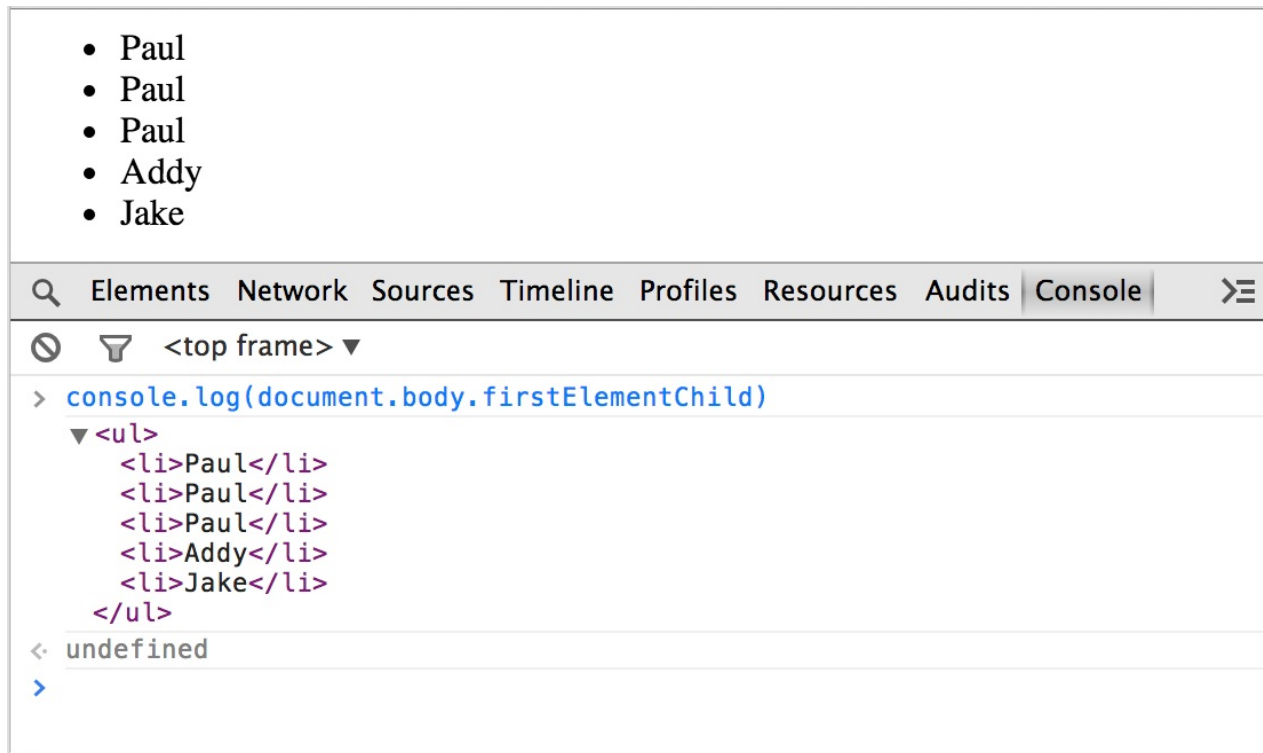 • Paul
• Paul
• Paul
• Addy
• Jake
Elements Network Sources Timeline Profiles Resources Audits Console
<top frame> ▼
> console.log(document.body.firstElementChild)
▼<ul>
<li>Paul</li>
<li>Paul</li>
<li>Paul</li>
<li>Addy</li>
<li>Jake</li>
</ul>
undefined
>